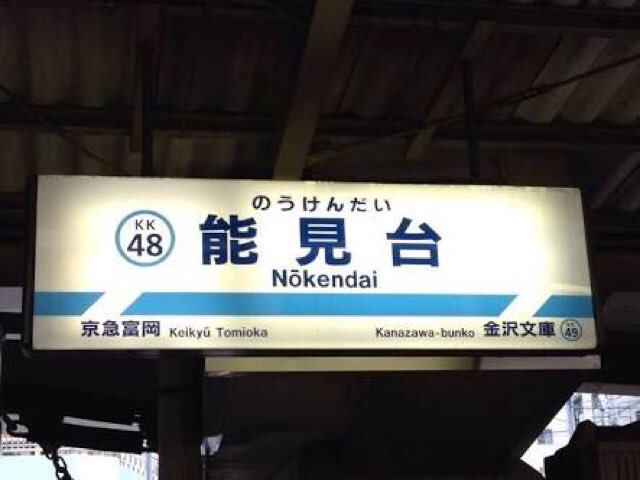 のうけんだい
KK
48
能見台
Nōkendai
京急富岡 Keikyū Tomioka
Kanazawa-bunko 金沢文庫
49